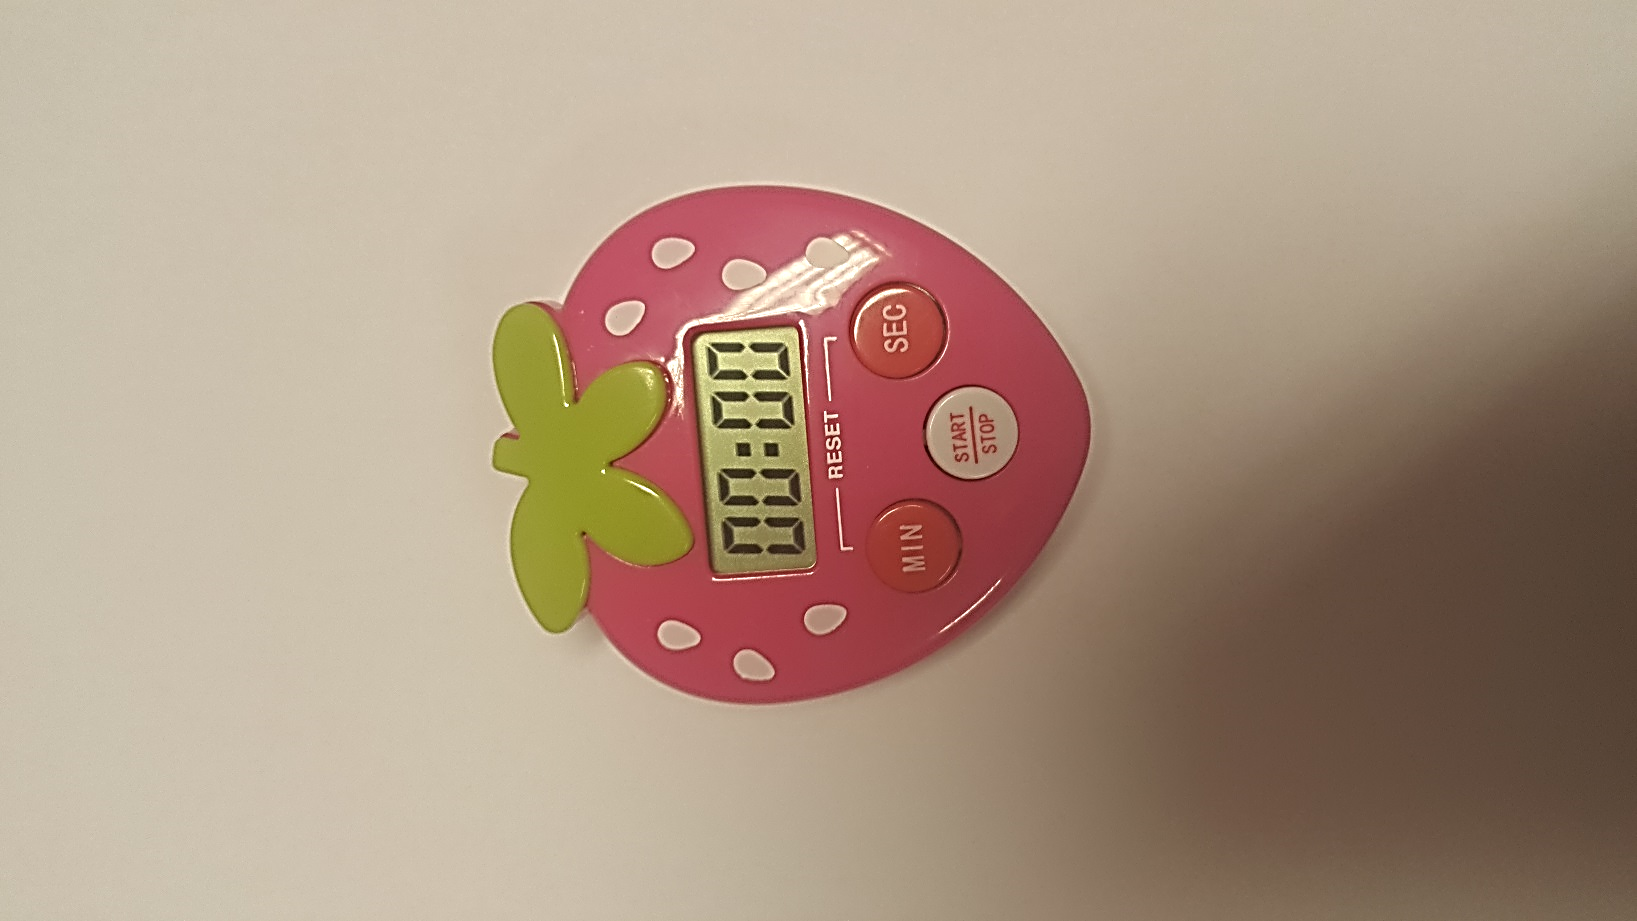 00:00
RESET
MIN
START
STOP
SEC